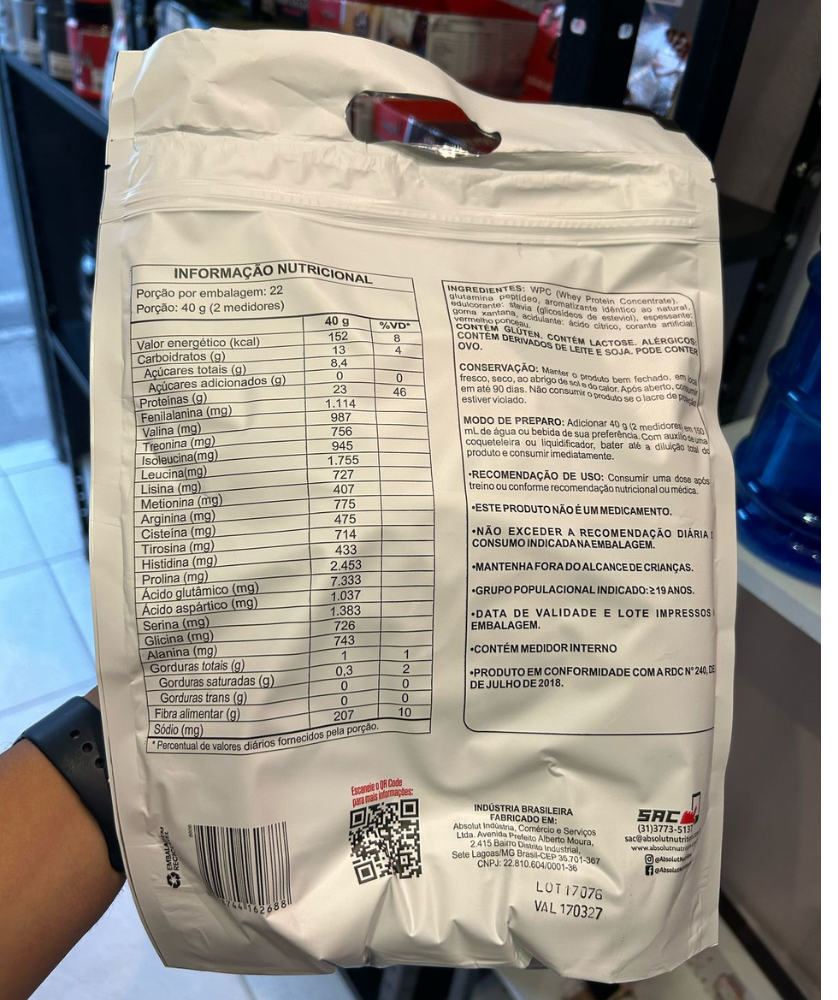 INFORMAÇÃO NUTRICIONAL
Porção por embalagem: 22
Porção: 40 g (2 medidores)
40 g %VD*
Valor energético (kcal) 152 8
Carboidratos (g) 13 4
Açúcares totais (g) 8,4
Açúcares adicionados (g) 0 0
Proteínas (g) 23 46
Fenilalanina (mg) 1.114
Valina (mg) 987
Treonina (mg) 756
Isoleucina(mg) 945
Leucina(mg) 1.755
Lisina (mg) 727
Metionina (mg) 407
Arginina (mg) 775
Cisteína (mg) 475
Tirosina (mg) 714
Histidina (mg) 433
Prolina (mg) 2.453
Ácido glutâmico (mg) 7.333
Ácido aspártico (mg) 1.037
Serina (mg) 1.383
Glicina (mg) 726
Alanina (mg) 743
Gorduras totais (g) 1 1
Gorduras saturadas (g) 0,3 2
Gorduras trans (g) 0 0
Fibra alimentar (g) 0 0
Sódio (mg) 207 10
*Percentual de valores diários fornecidos pela porção.
INGREDIENTES: WPC (Whey Protein Concentrate),
glutamina peptídeo, aromatizante idêntico ao natural,
edulcorante: stavia (glicosídeos de esteviol), espessante:
goma xantana, acidulante: ácido cítrico, corante artificial:
vermelho ponceau.
CONTÉM GLÚTEN. CONTÉM LACTOSE. ALÉRGICOS:
CONTÉM DERIVADOS DE LEITE E SOJA. PODE CONTER
OVO.
CONSERVAÇÃO: Manter o produto bem fechado, em local
fresco, seco, ao abrigo de sol e do calor. Após aberto, consumir
em até 90 dias. Não consumir o produto se o lacre de proteção
estiver violado.
MODO DE PREPARO: Adicionar 40 g (2 medidores) em 150
mL de água ou bebida de sua preferência. Com auxílio de uma
coqueteleira ou liquidificador, bater até a diluição total do
produto e consumir imediatamente.
•RECOMENDAÇÃO DE USO: Consumir uma dose após
treino ou conforme recomendação nutricional ou médica.
•ESTE PRODUTO NÃO É UM MEDICAMENTO.
•NÃO EXCEDER A RECOMENDAÇÃO DIÁRIA
CONSUMO INDICADA NA EMBALAGEM.
•MANTENHA FORA DO ALCANCE DE CRIANÇAS.
•GRUPO POPULACIONAL INDICADO: ≥ 19 ANOS.
•DATA DE VALIDADE E LOTE IMPRESSOS
EMBALAGEM.
•CONTÉM MEDIDOR INTERNO
•PRODUTO EM CONFORMIDADE COM A RDC N° 240, DE
DE JULHO DE 2018.
EMBALAGEM
Escaneie o QR Code
para mais informações:
INDÚSTRIA BRASILEIRA
FABRICADO EM:
Absolut Indústria, Comércio e Serviços
Ltda. Avenida Prefeito Alberto Moura,
2.415 Bairro Distrito Industrial,
Sete Lagoas/MG Brasil-CEP 35.701-367
CNPJ: 22.810.604/0001-36
LOT 17076
VAL 170327
SAC
(31)3773-5137